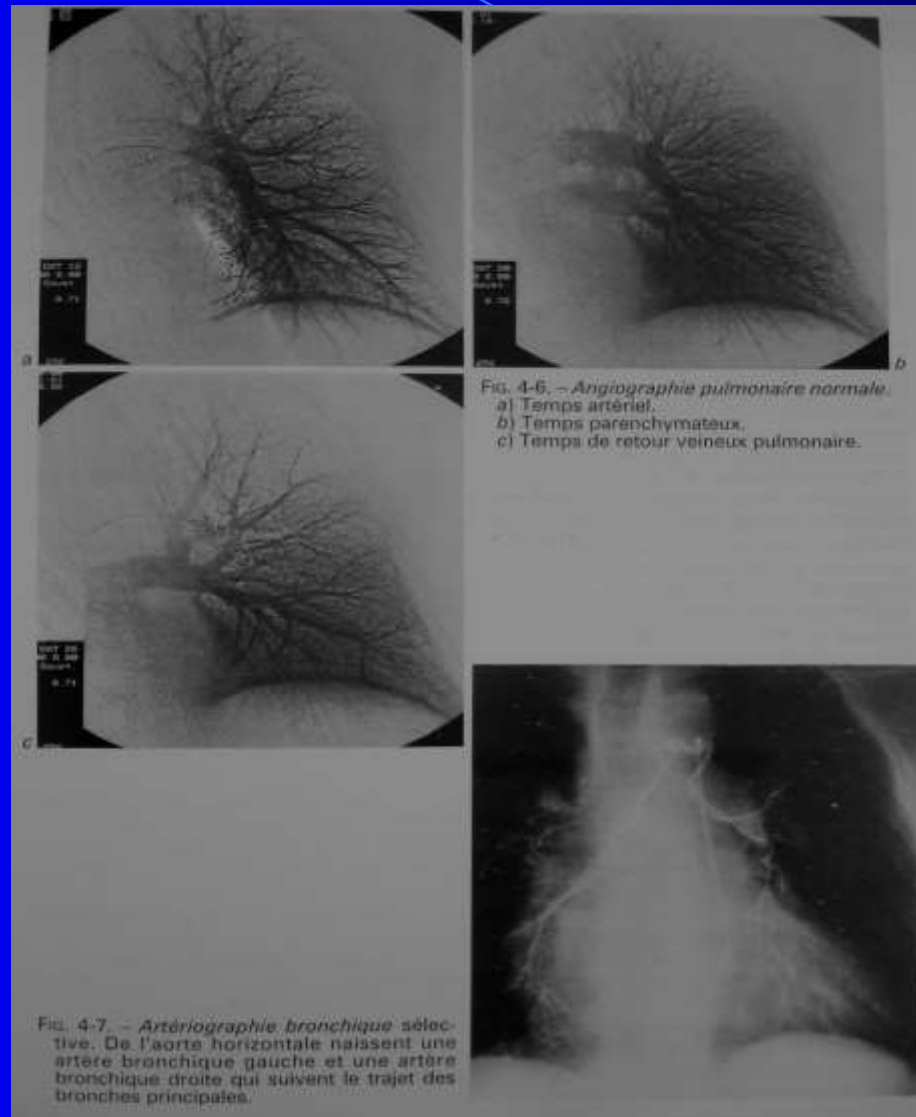 a
b
FIG. 4-6. – Angiographie pulmonaire normale.
a) Temps artériel.
b) Temps parenchymateux.
c) Temps de retour veineux pulmonaire.
c
FIG. 4-7. – Artériographie bronchique sélec-
tive. De l'aorte horizontale naissent une
artère bronchique gauche et une artère
bronchique droite qui suivent le trajet des
bronches principales.